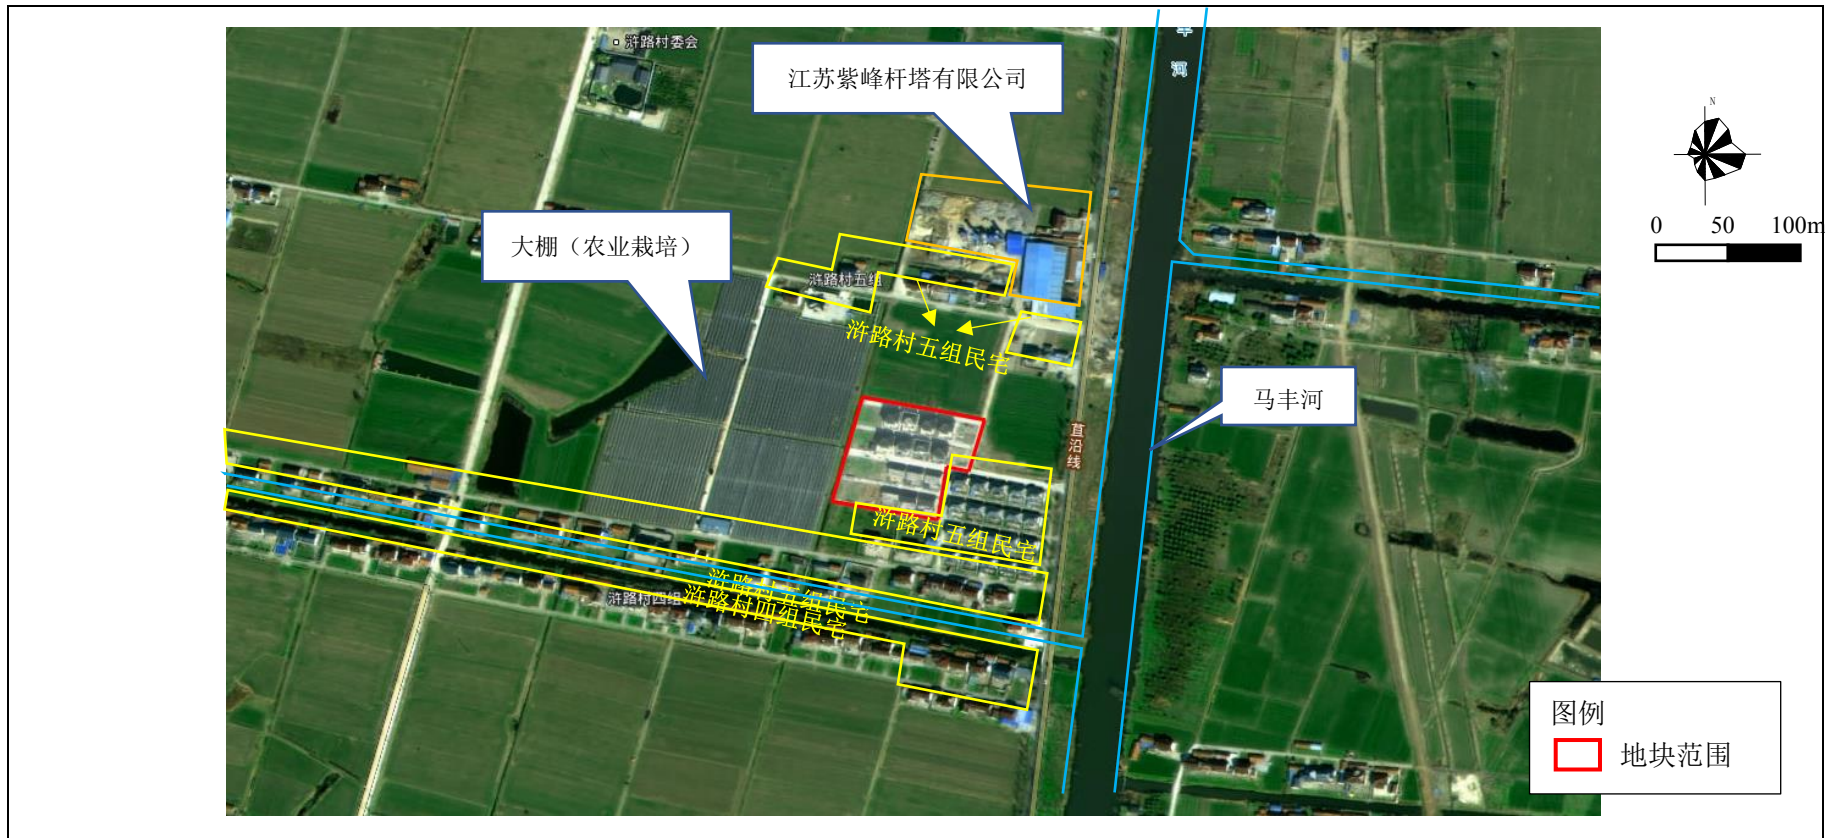 浒路村委会
丰
河
江苏紫峰杆塔有限公司
N
0 50 100m
大棚（农业栽培）
浒路村五组
浒路村五组民宅
马丰河
苴沿线
浒路村五组民宅
浒路村五组民宅
浒路村四组
浒路村四组民宅
图例
地块范围